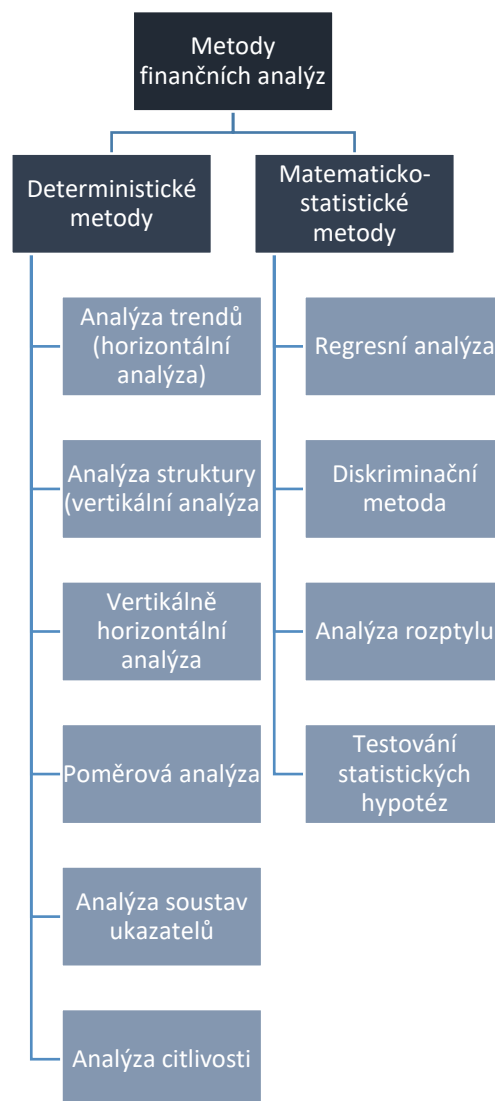 Metody
finančních analýz
Deterministické
metody
Matematicko-
statistické
metody
Analýza trendů
(horizontální
analýza)
Analýza struktury
(vertikální analýza
Vertikálně
horizontální
analýza
Poměrová analýza
Analýza soustav
ukazatelů
Analýza citlivosti
Regresní analýza
Diskriminační
metoda
Analýza rozptylu
Testování
statistických
hypotéz